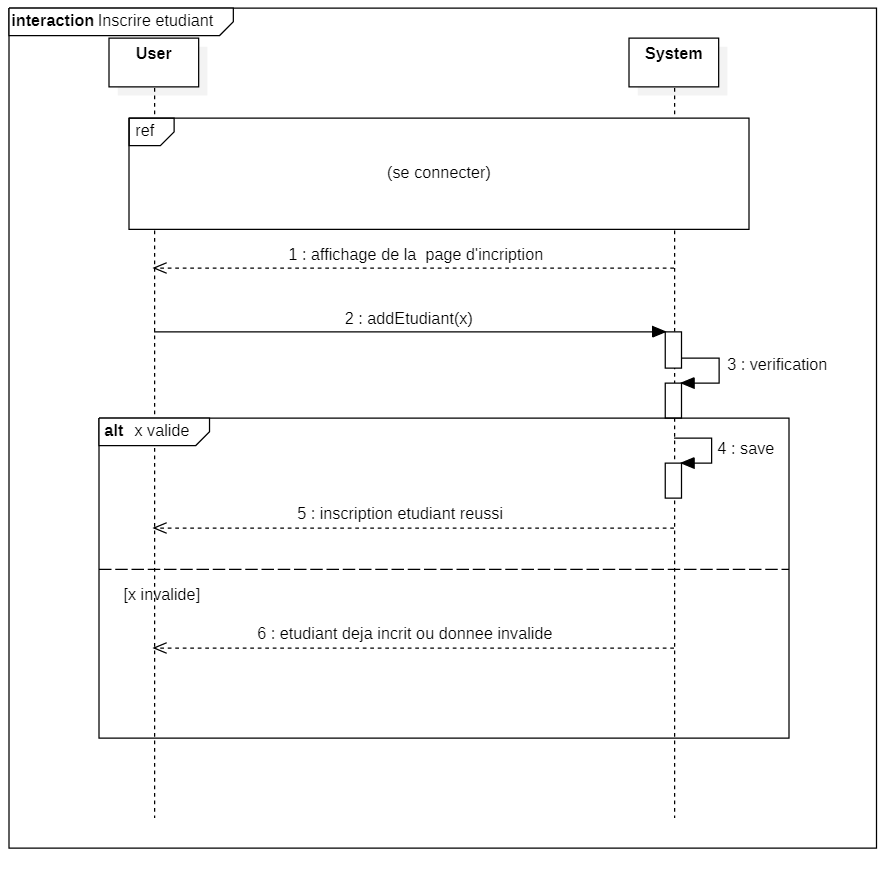 interaction Inscrire etudiant
User
System
ref
(se connecter)
1 : affichage de la  page d'incription
2 : addEtudiant(x)
3 : verification
alt x valide
4 : save
5 : inscription etudiant reussi
[x invalide]
6 : etudiant deja incrit ou donnee invalide